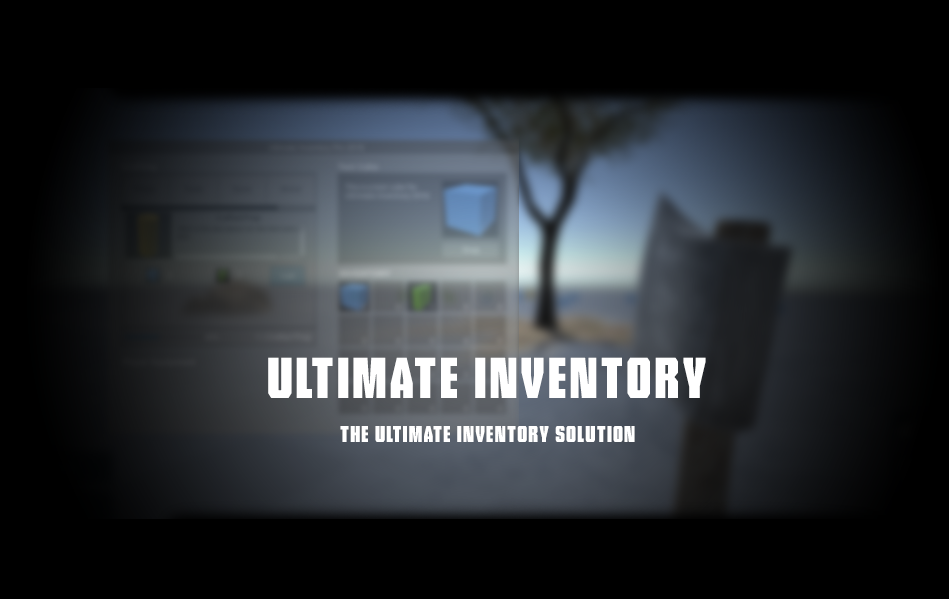 ULTIMATE INVENTORY
THE ULTIMATE INVENTORY SOLUTION